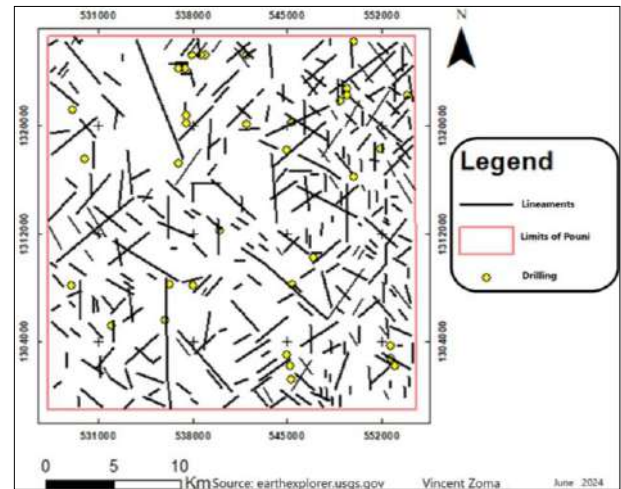 531000 538000 545000 552000
N
1320000 1320000
Legend
Lineaments
1312000 1312000
Limits of Pouni
Drilling
1304000 1304000
531000 538000 545000 552000
0 5 10
Km Source: earthexplorer.usgs.gov Vincent Zoma June 2024